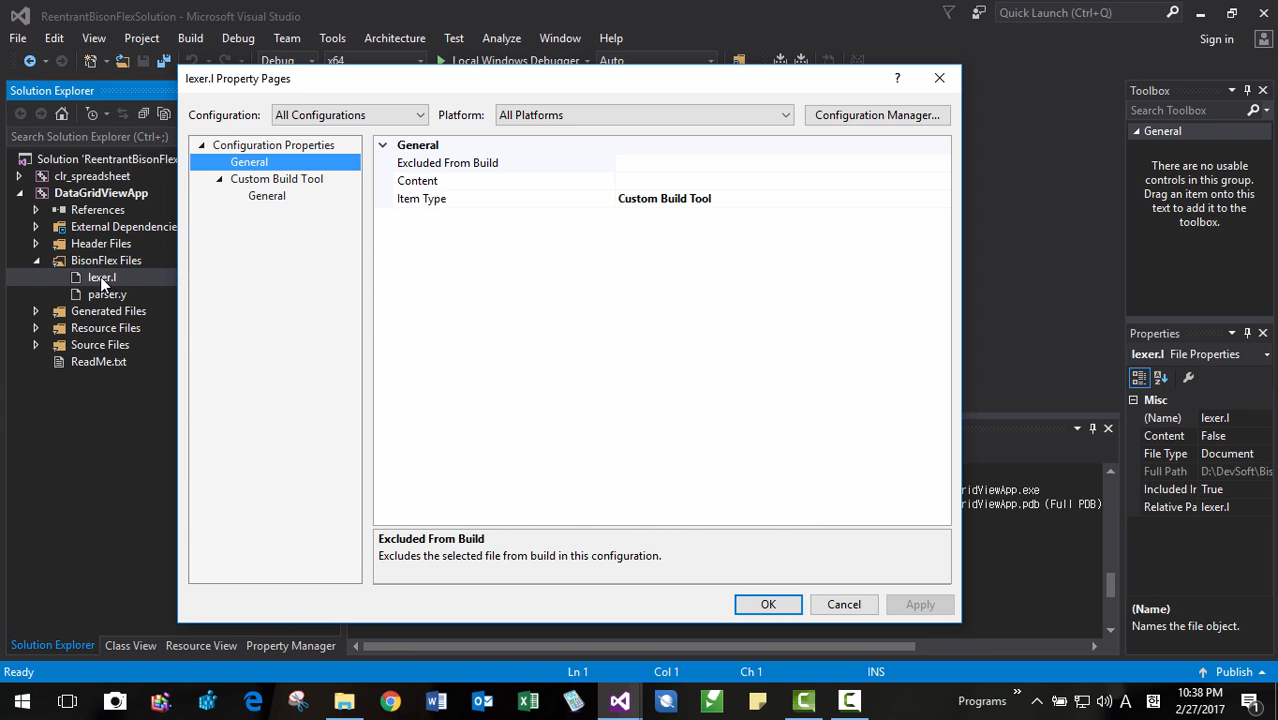 ReentrantBisonFlexSolution - Microsoft Visual Studio
Quick Launch (Ctrl+Q)
File Edit View Project Build Debug Team Tools Architecture Test Analyze Window Help
Sign in
Debug x64 Local Windows Debugger Auto
Solution Explorer
Search Solution Explorer (Ctrl+;)
Solution 'ReentrantBisonFlex
clr_spreadsheet
DataGridViewApp
References
External Dependencie
Header Files
BisonFlex Files
lexer.l
parser.y
Generated Files
Resource Files
Source Files
ReadMe.txt
lexer.l Property Pages
?
Configuration: All Configurations Platform: All Platforms Configuration Manager...
Configuration Properties
General
Custom Build Tool
General
General
Excluded From Build
Content
Item Type Custom Build Tool
Excluded From Build
Excludes the selected file from build in this configuration.
OK Cancel Apply
Toolbox
Search Toolbox
General
There are no usable
controls in this group.
Drag an item onto this
text to add it to the
toolbox.
Properties
lexer.l File Properties
Misc
(Name) lexer.l
Content False
File Type Document
Full Path D:\DevSoft\Bis
Included Ir True
Relative Pa lexer.l
(Name)
Names the file object.
ridViewApp.exe
ridViewApp.pdb (Full PDB)
Solution Explorer Class View Resource View Property Manager
Ready Ln 1 Col 1 Ch 1 INS Publish
Programs
A
10:38 PM
2/27/2017
1